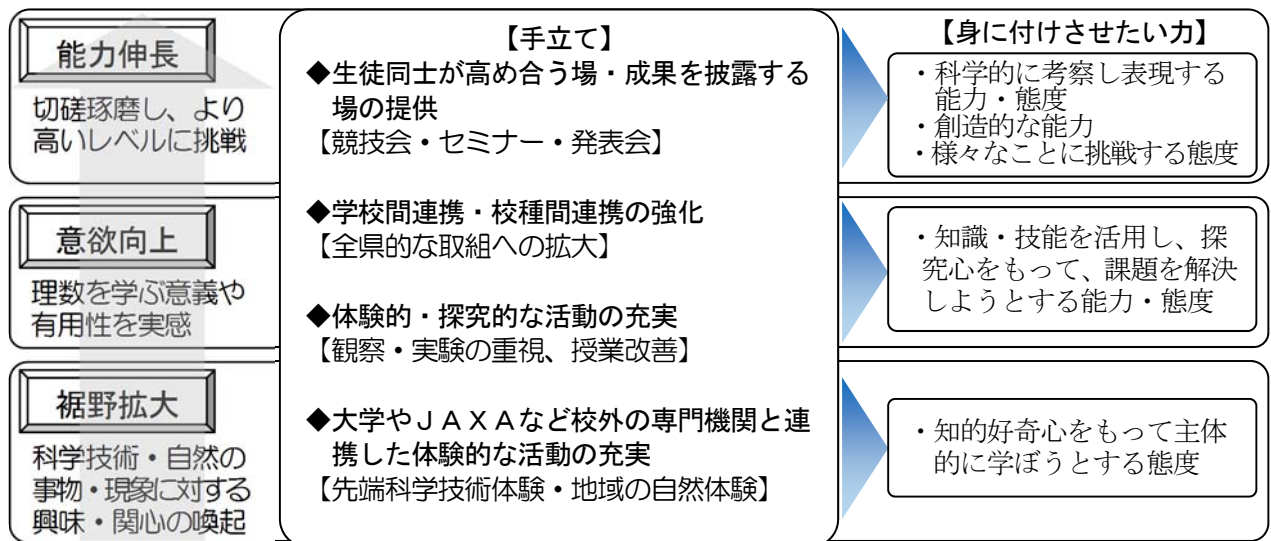 能力伸長
切磋琢磨し、より
高いレベルに挑戦
意欲向上
理数を学ぶ意義や
有用性を実感
裾野拡大
科学技術・自然の
事物・現象に対する
興味・関心の喚起
【手立て】
◆生徒同士が高め合う場・成果を披露する
場の提供
【競技会・セミナー・発表会】
◆学校間連携・校種間連携の強化
【全県的な取組への拡大】
◆体験的・探究的な活動の充実
【観察・実験の重視、授業改善】
◆大学やＪＡＸＡなど校外の専門機関と連
携した体験的な活動の充実
【先端科学技術体験・地域の自然体験】
【身に付けさせたい力】
・科学的に考察し表現する
能力・態度
・創造的な能力
・様々なことに挑戦する態度
・知識・技能を活用し、探
究心をもって、課題を解決
しようとする能力・態度
・知的好奇心をもって主体
的に学ぼうとする態度